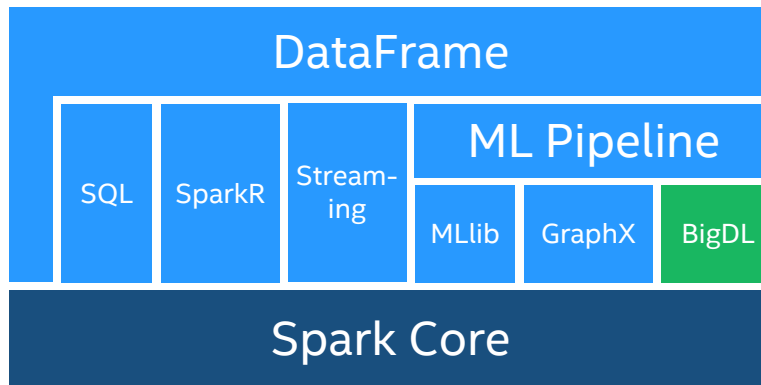 DataFrame
SQL
SparkR
Stream-
ing
ML Pipeline
MLlib
GraphX
BigDL
Spark Core